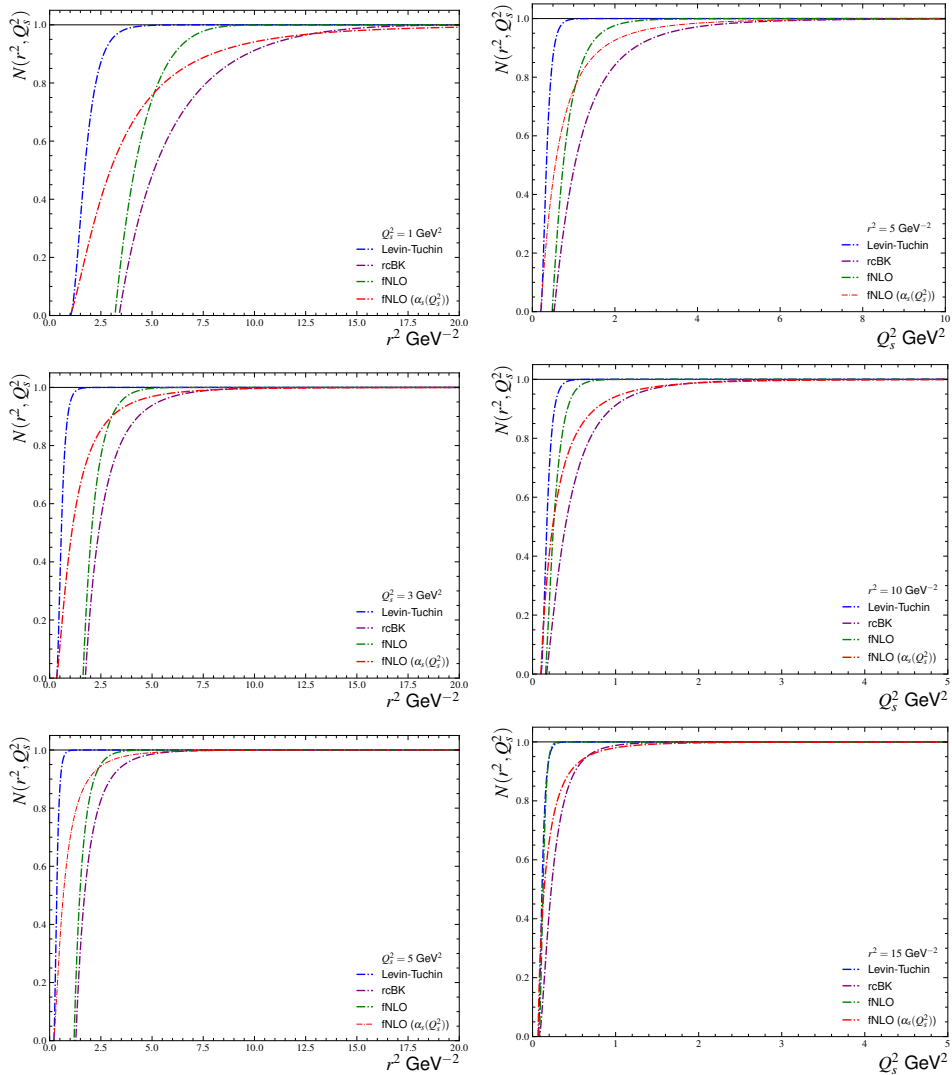 N(r², Q_s²)
1.0
0.8
0.6
0.4
0.2
0.0
Q_s² = 1 GeV²
Levin-Tuchin
rcBK
fNLO
fNLO (α_s(Q_s²))
0.0 2.5 5.0 7.5 10.0 12.5 15.0 17.5 20.0
r² GeV⁻²
N(r², Q_s²)
1.0
0.8
0.6
0.4
0.2
0.0
r² = 5 GeV⁻²
Levin-Tuchin
rcBK
fNLO
fNLO (α_s(Q_s²))
0 2 4 6 8 10
Q_s² GeV²
N(r², Q_s²)
1.0
0.8
0.6
0.4
0.2
0.0
Q_s² = 3 GeV²
Levin-Tuchin
rcBK
fNLO
fNLO (α_s(Q_s²))
0.0 2.5 5.0 7.5 10.0 12.5 15.0 17.5 20.0
r² GeV⁻²
N(r², Q_s²)
1.0
0.8
0.6
0.4
0.2
0.0
r² = 10 GeV⁻²
Levin-Tuchin
rcBK
fNLO
fNLO (α_s(Q_s²))
0 1 2 3 4 5
Q_s² GeV²
N(r², Q_s²)
1.0
0.8
0.6
0.4
0.2
0.0
Q_s² = 5 GeV²
Levin-Tuchin
rcBK
fNLO
fNLO (α_s(Q_s²))
0.0 2.5 5.0 7.5 10.0 12.5 15.0 17.5 20.0
r² GeV⁻²
N(r², Q_s²)
1.0
0.8
0.6
0.4
0.2
0.0
r² = 15 GeV⁻²
Levin-Tuchin
rcBK
fNLO
fNLO (α_s(Q_s²))
0 1 2 3 4 5
Q_s² GeV²